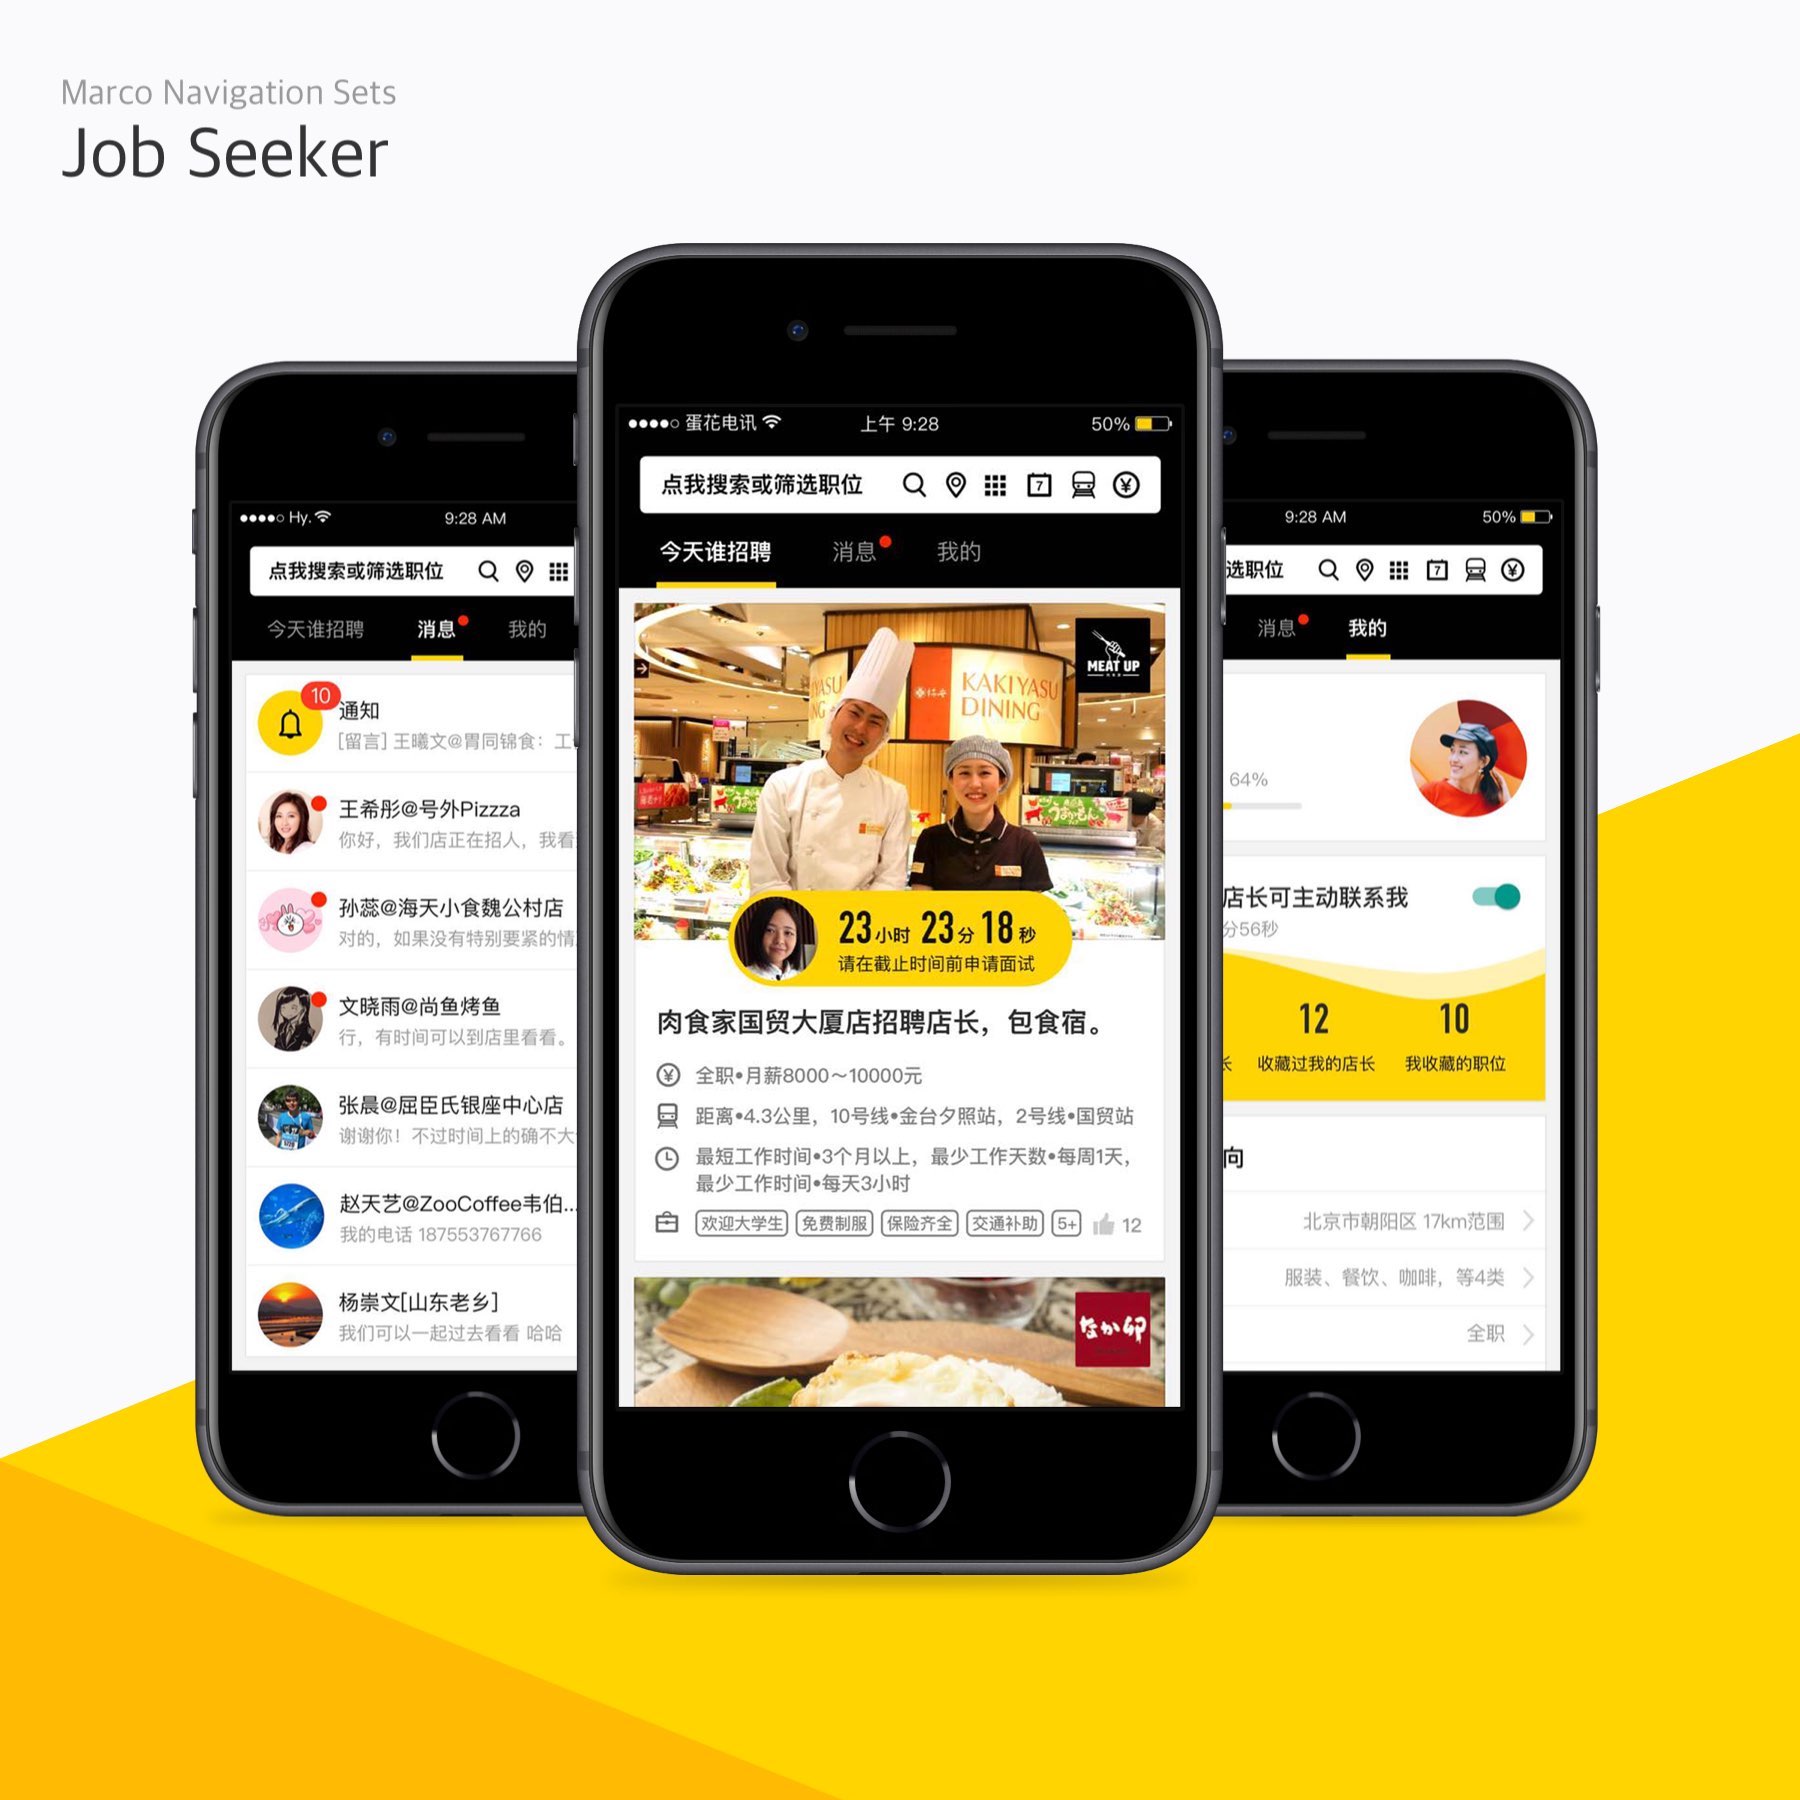 Marco Navigation Sets
Job Seeker
Hy.
9:28 AM
点我搜索或筛选职位
今天谁招聘 消息 我的
10
通知
[留言] 王曦文@胃同锦食：工
王希彤@号外Pizzza
你好，我们店正在招人，我看
孙蕊@海天小食魏公村店
对的，如果没有特别要紧的情
文晓雨@尚鱼烤鱼
行，有时间可以到店里看看。
张晨@屈臣氏银座中心店
谢谢你！不过时间上的确不大
赵天艺@ZooCoffee韦伯...
我的电话 187553767766
杨崇文[山东老乡]
我们可以一起过去看看 哈哈
蛋花电讯 上午 9:28 50%
点我搜索或筛选职位 7 ¥
今天谁招聘 消息 我的
MEAT UP
KAKIYASU
DINING
23小时 23分 18秒
请在截止时间前申请面试
肉食家国贸大厦店招聘店长，包食宿。
¥ 全职•月薪8000～10000元
距离•4.3公里，10号线•金台夕照站，2号线•国贸站
最短工作时间•3个月以上，最少工作天数•每周1天，
最少工作时间•每天3小时
欢迎大学生 免费制服 保险齐全 交通补助 5+ 12
なか卯
9:28 AM 50%
选职位 7 ¥
消息 我的
64%
店长可主动联系我
分56秒
12 10
长 收藏过我的店长 我收藏的职位
向
北京市朝阳区 17km范围
服装、餐饮、咖啡，等4类
全职